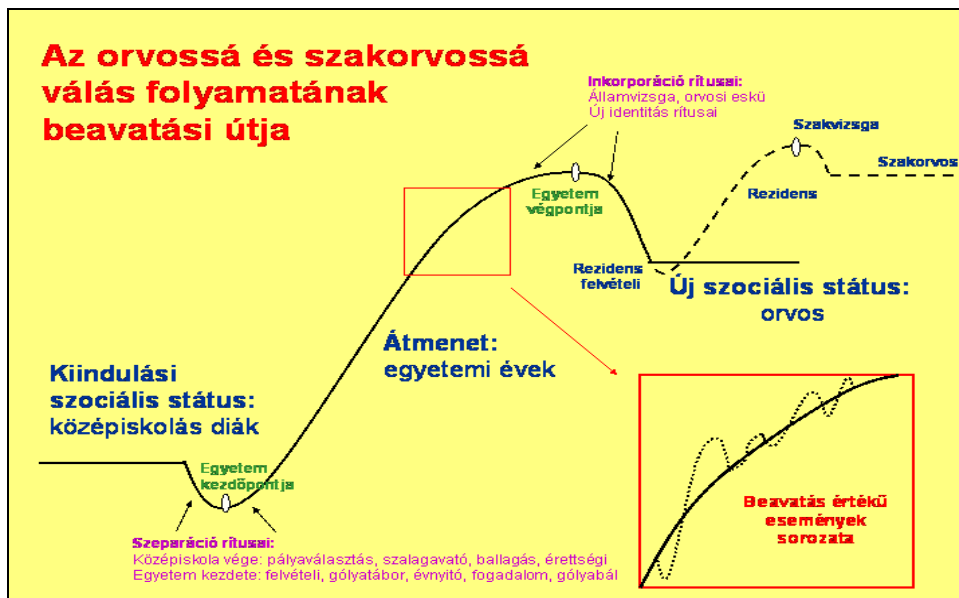 Az orvossá és szakorvossá
válás folyamatának
beavatási útja
Inkorporáció rítusai:
Államvizsga, orvosi eskü
Új identitás rítusai
Szakvizsga
Szakorvos
Egyetem
végpontja
Rezidens
Rezidens
felvételi
Új szociális státus:
orvos
Átmenet:
egyetemi évek
Kiindulási
szociális státus:
középiskolás diák
Egyetem
kezdőpontja
Szeparáció rítusai:
Középiskola vége: pályaválasztás, szalagavató, ballagás, érettségi
Egyetem kezdete: felvételi, gólyatábor, évnyitó, fogadalom, gólyabál
Beavatás értékű
események
sorozata